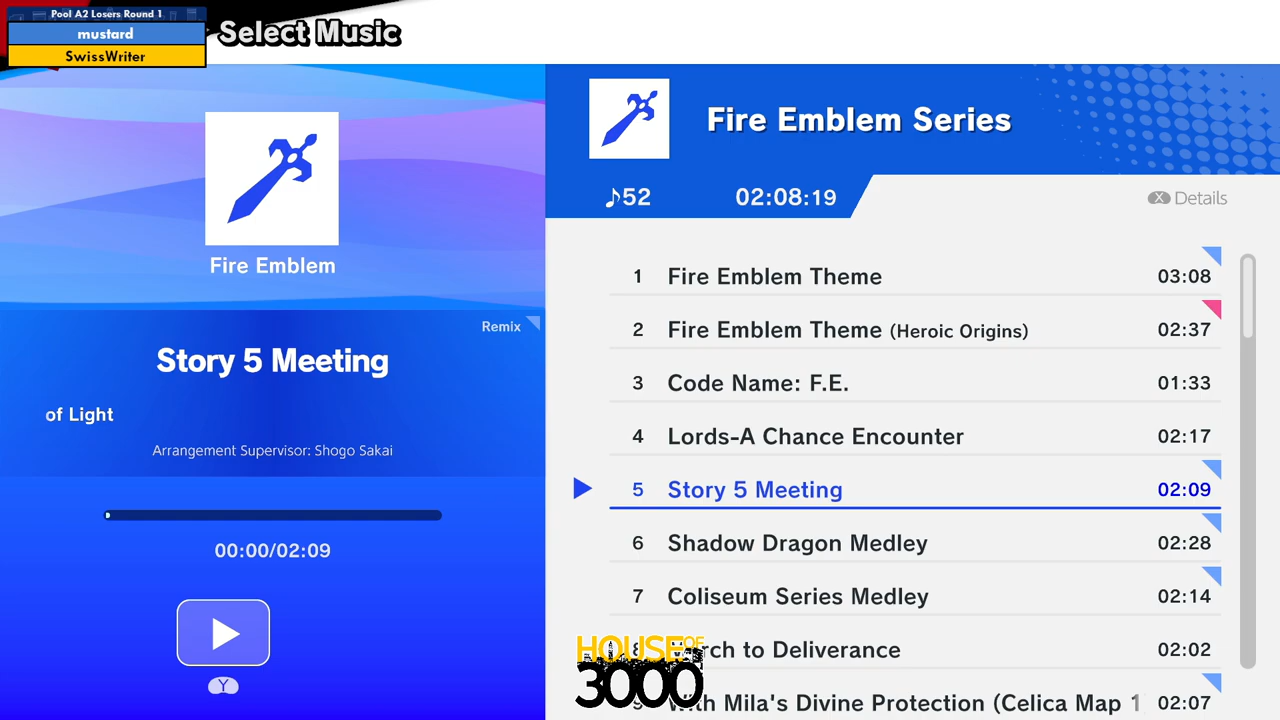 Pool A2 Losers Round 1
mustard
SwissWriter
Select Music
Fire Emblem
Remix
Story 5 Meeting
of Light
Arrangement Supervisor: Shogo Sakai
00:00/02:09
Y
Fire Emblem Series
♪52 02:08:19
X Details
1 Fire Emblem Theme 03:08
2 Fire Emblem Theme (Heroic Origins) 02:37
3 Code Name: F.E. 01:33
4 Lords-A Chance Encounter 02:17
5 Story 5 Meeting 02:09
6 Shadow Dragon Medley 02:28
7 Coliseum Series Medley 02:14
8 March to Deliverance 02:02
9 With Mila's Divine Protection (Celica Map 1 02:07
HOUSE OF
3000